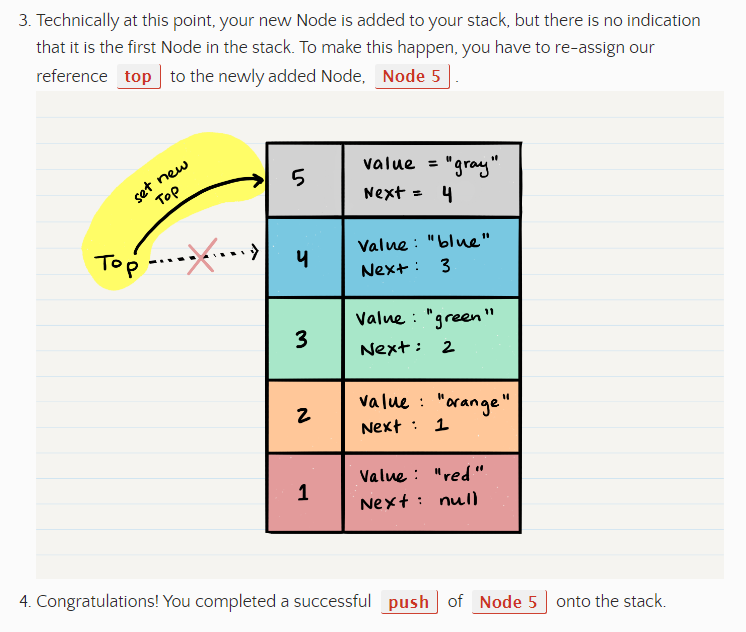 3. Technically at this point, your new Node is added to your stack, but there is no indication
that it is the first Node in the stack. To make this happen, you have to re-assign our
reference top to the newly added Node, Node 5 .
set new
Top
Top
5
value = "gray"
Next = 4
4
Value : "blue"
Next : 3
3
Value : "green"
Next : 2
2
Value : "orange"
Next : 1
1
Value : "red"
Next : null
4. Congratulations! You completed a successful push of Node 5 onto the stack.